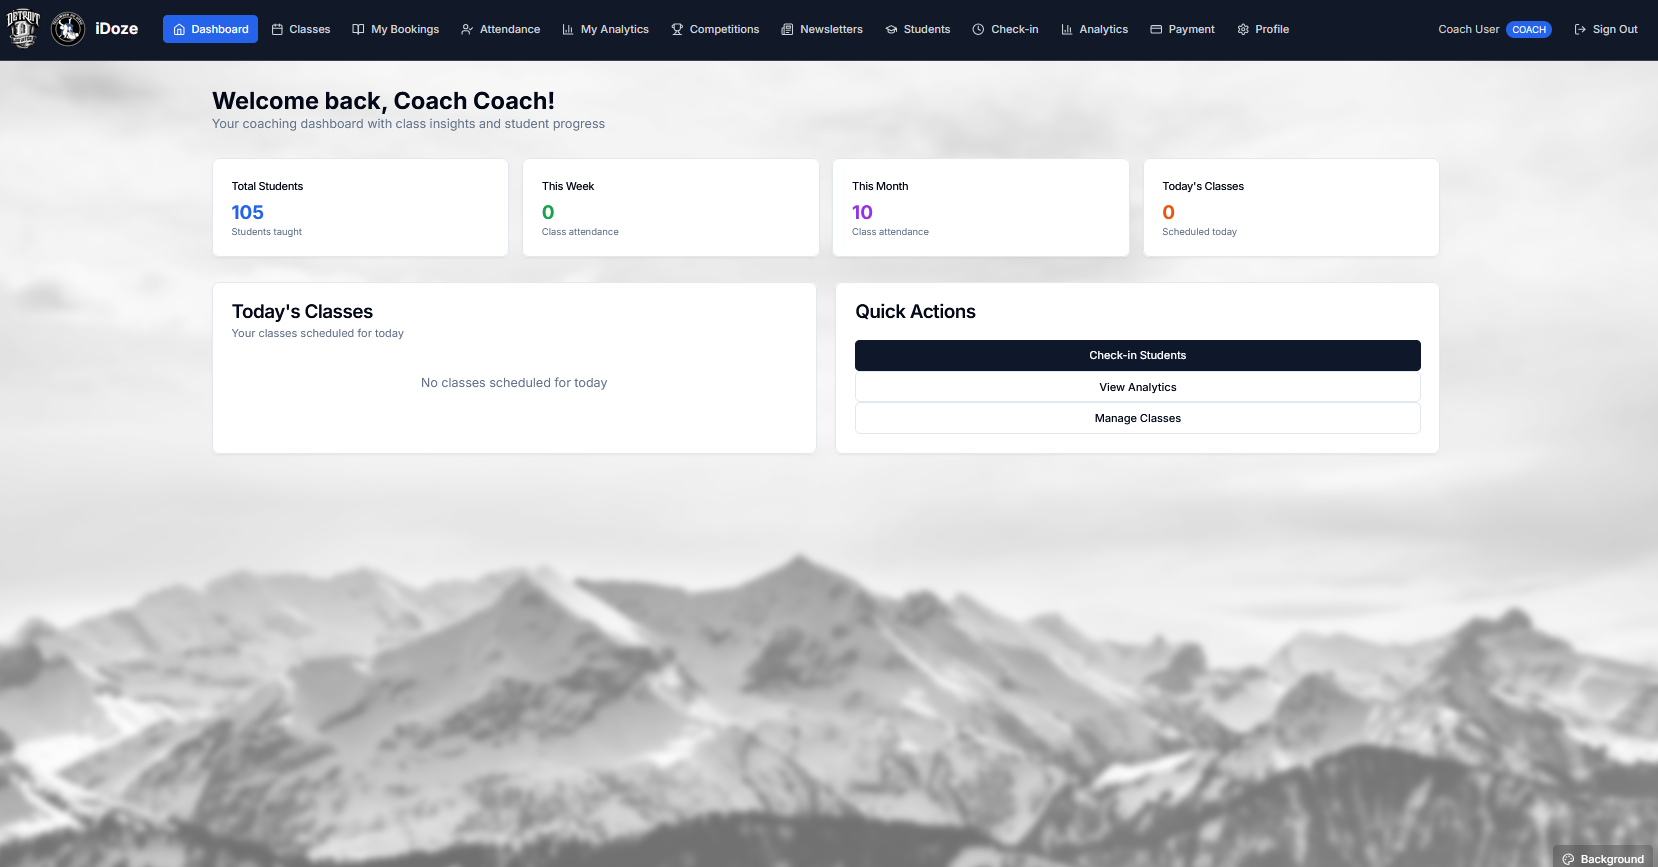 DETROIT
iDoze
Dashboard
Classes
My Bookings
Attendance
My Analytics
Competitions
Newsletters
Students
Check-in
Analytics
Payment
Profile
Coach User
COACH
Sign Out
Welcome back, Coach Coach!
Your coaching dashboard with class insights and student progress
Total Students
105
Students taught
This Week
0
Class attendance
This Month
10
Class attendance
Today's Classes
0
Scheduled today
Today's Classes
Your classes scheduled for today
No classes scheduled for today
Quick Actions
Check-in Students
View Analytics
Manage Classes
Background